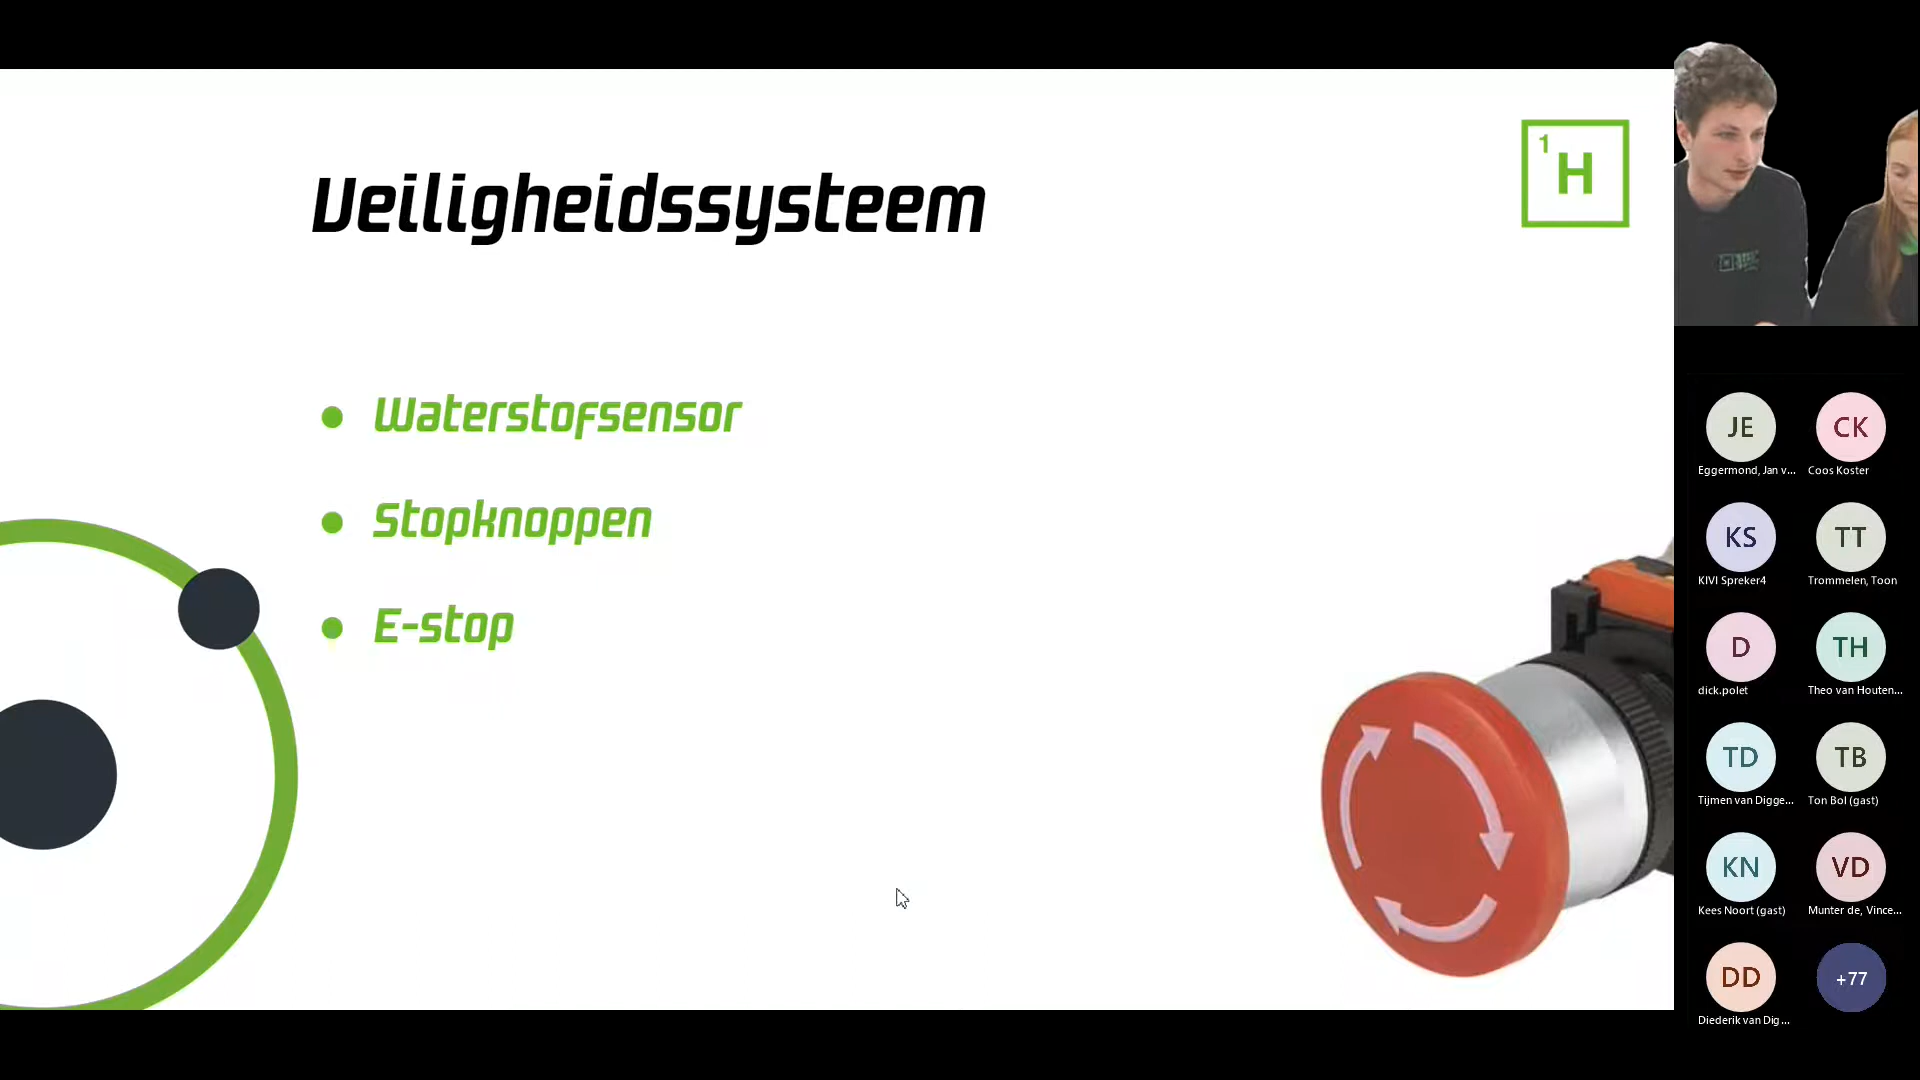 Veiligheidssysteem
1
H
Waterstofsensor
Stopknoppen
E-stop
JE
CK
Eggermond, Jan v...
Coos Koster
KS
TT
KIVI Spreker4
Trommelen, Toon
D
TH
dick.polet
Theo van Houten...
TD
TB
Tijmen van Digge...
Ton Bol (gast)
KN
VD
Kees Noort (gast)
Munter de, Vince...
DD
+77
Diederik van Dig...